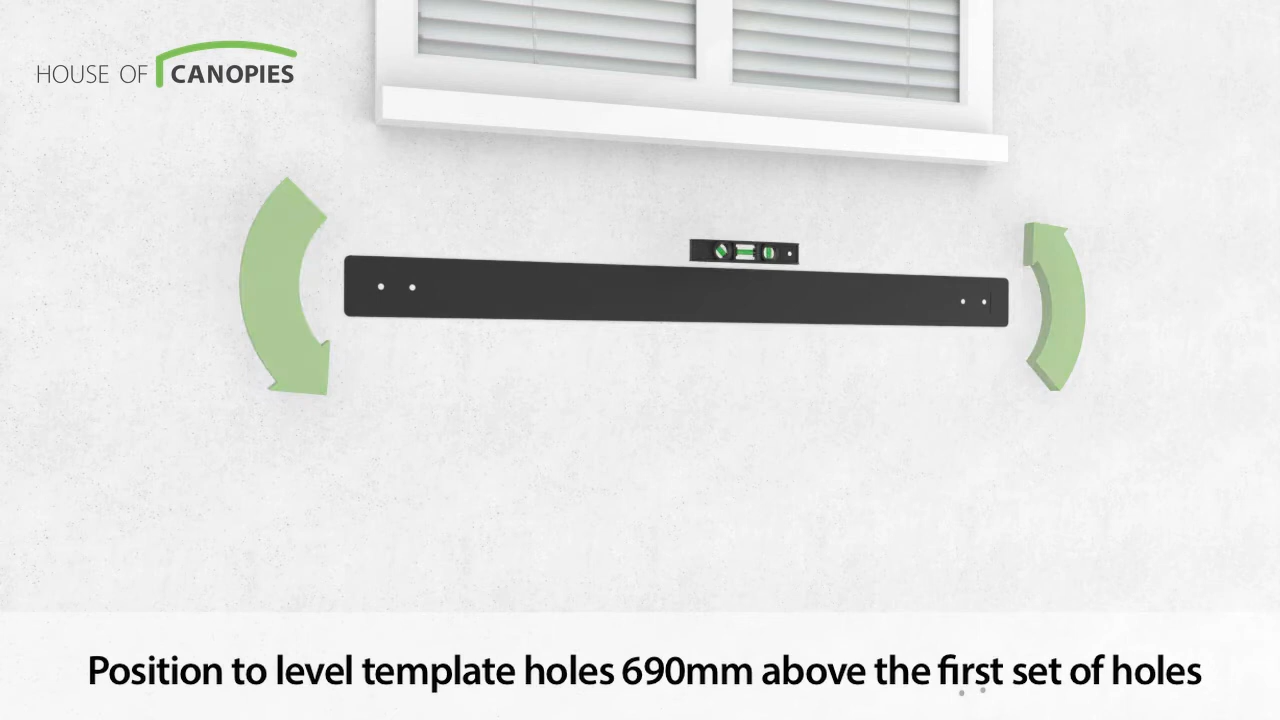 HOUSE OF CANOPIES
Position to level template holes 690mm above the first set of holes